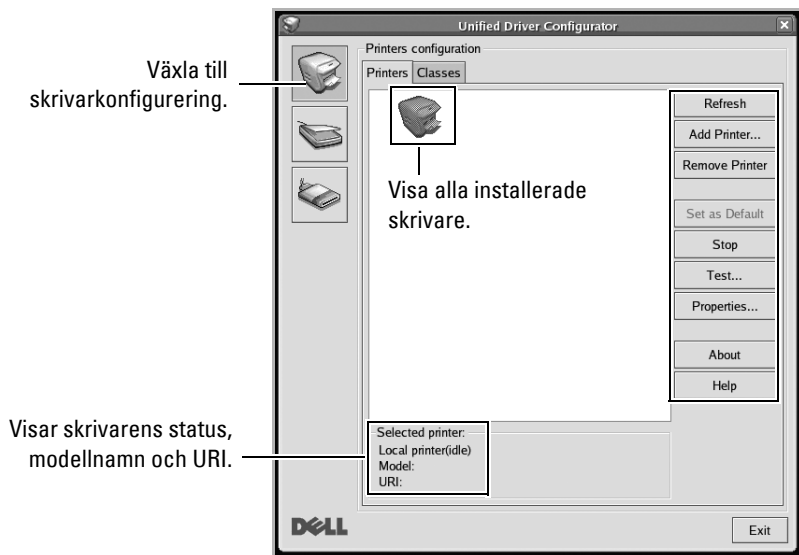 Unified Driver Configurator
Växla till
skrivarkonfigurering.
Printers configuration
Printers Classes
Refresh
Add Printer...
Remove Printer
Set as Default
Stop
Test...
Properties...
About
Help
Visa alla installerade
skrivare.
Visar skrivarens status,
modellnamn och URI.
Selected printer:
Local printer(idle)
Model:
URI:
DELL
Exit